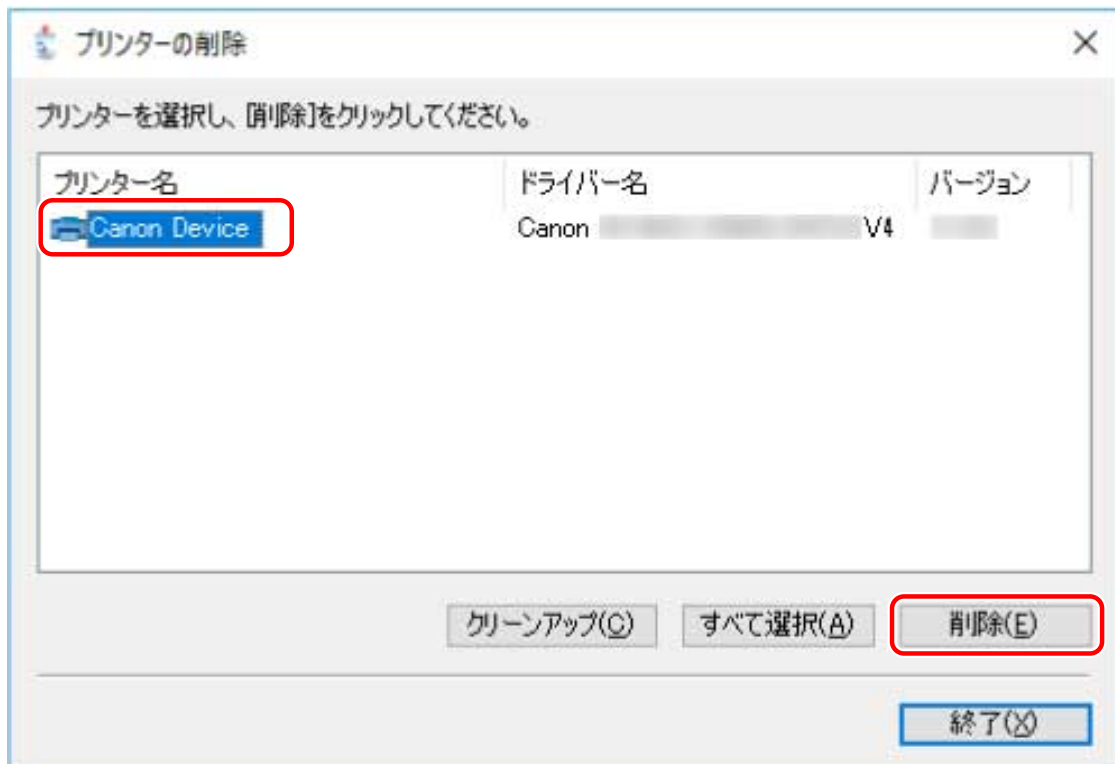 プリンターの削除
プリンターを選択し、[削除]をクリックしてください。
プリンター名 ドライバー名 バージョン
Canon Device Canon V4
クリーンアップ(C) すべて選択(A) 削除(E)
終了(X)